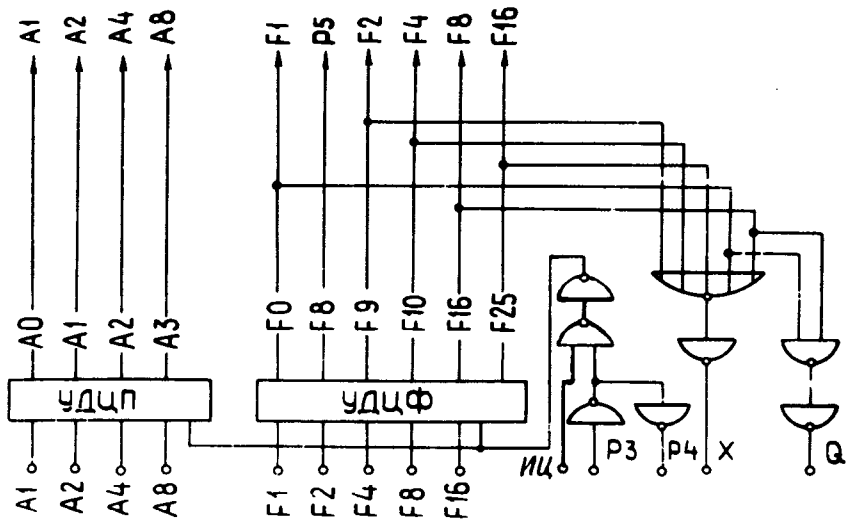 A1 A2 A4 A8 F1 P5 F2 F4 F8 F16
A0 A1 A2 A3 F0 F8 F9 F10 F16 F25
УДЦП УДЦФ
A1 A2 A4 A8 F1 F2 F4 F8 F16 ИЦ P3 P4 X Q